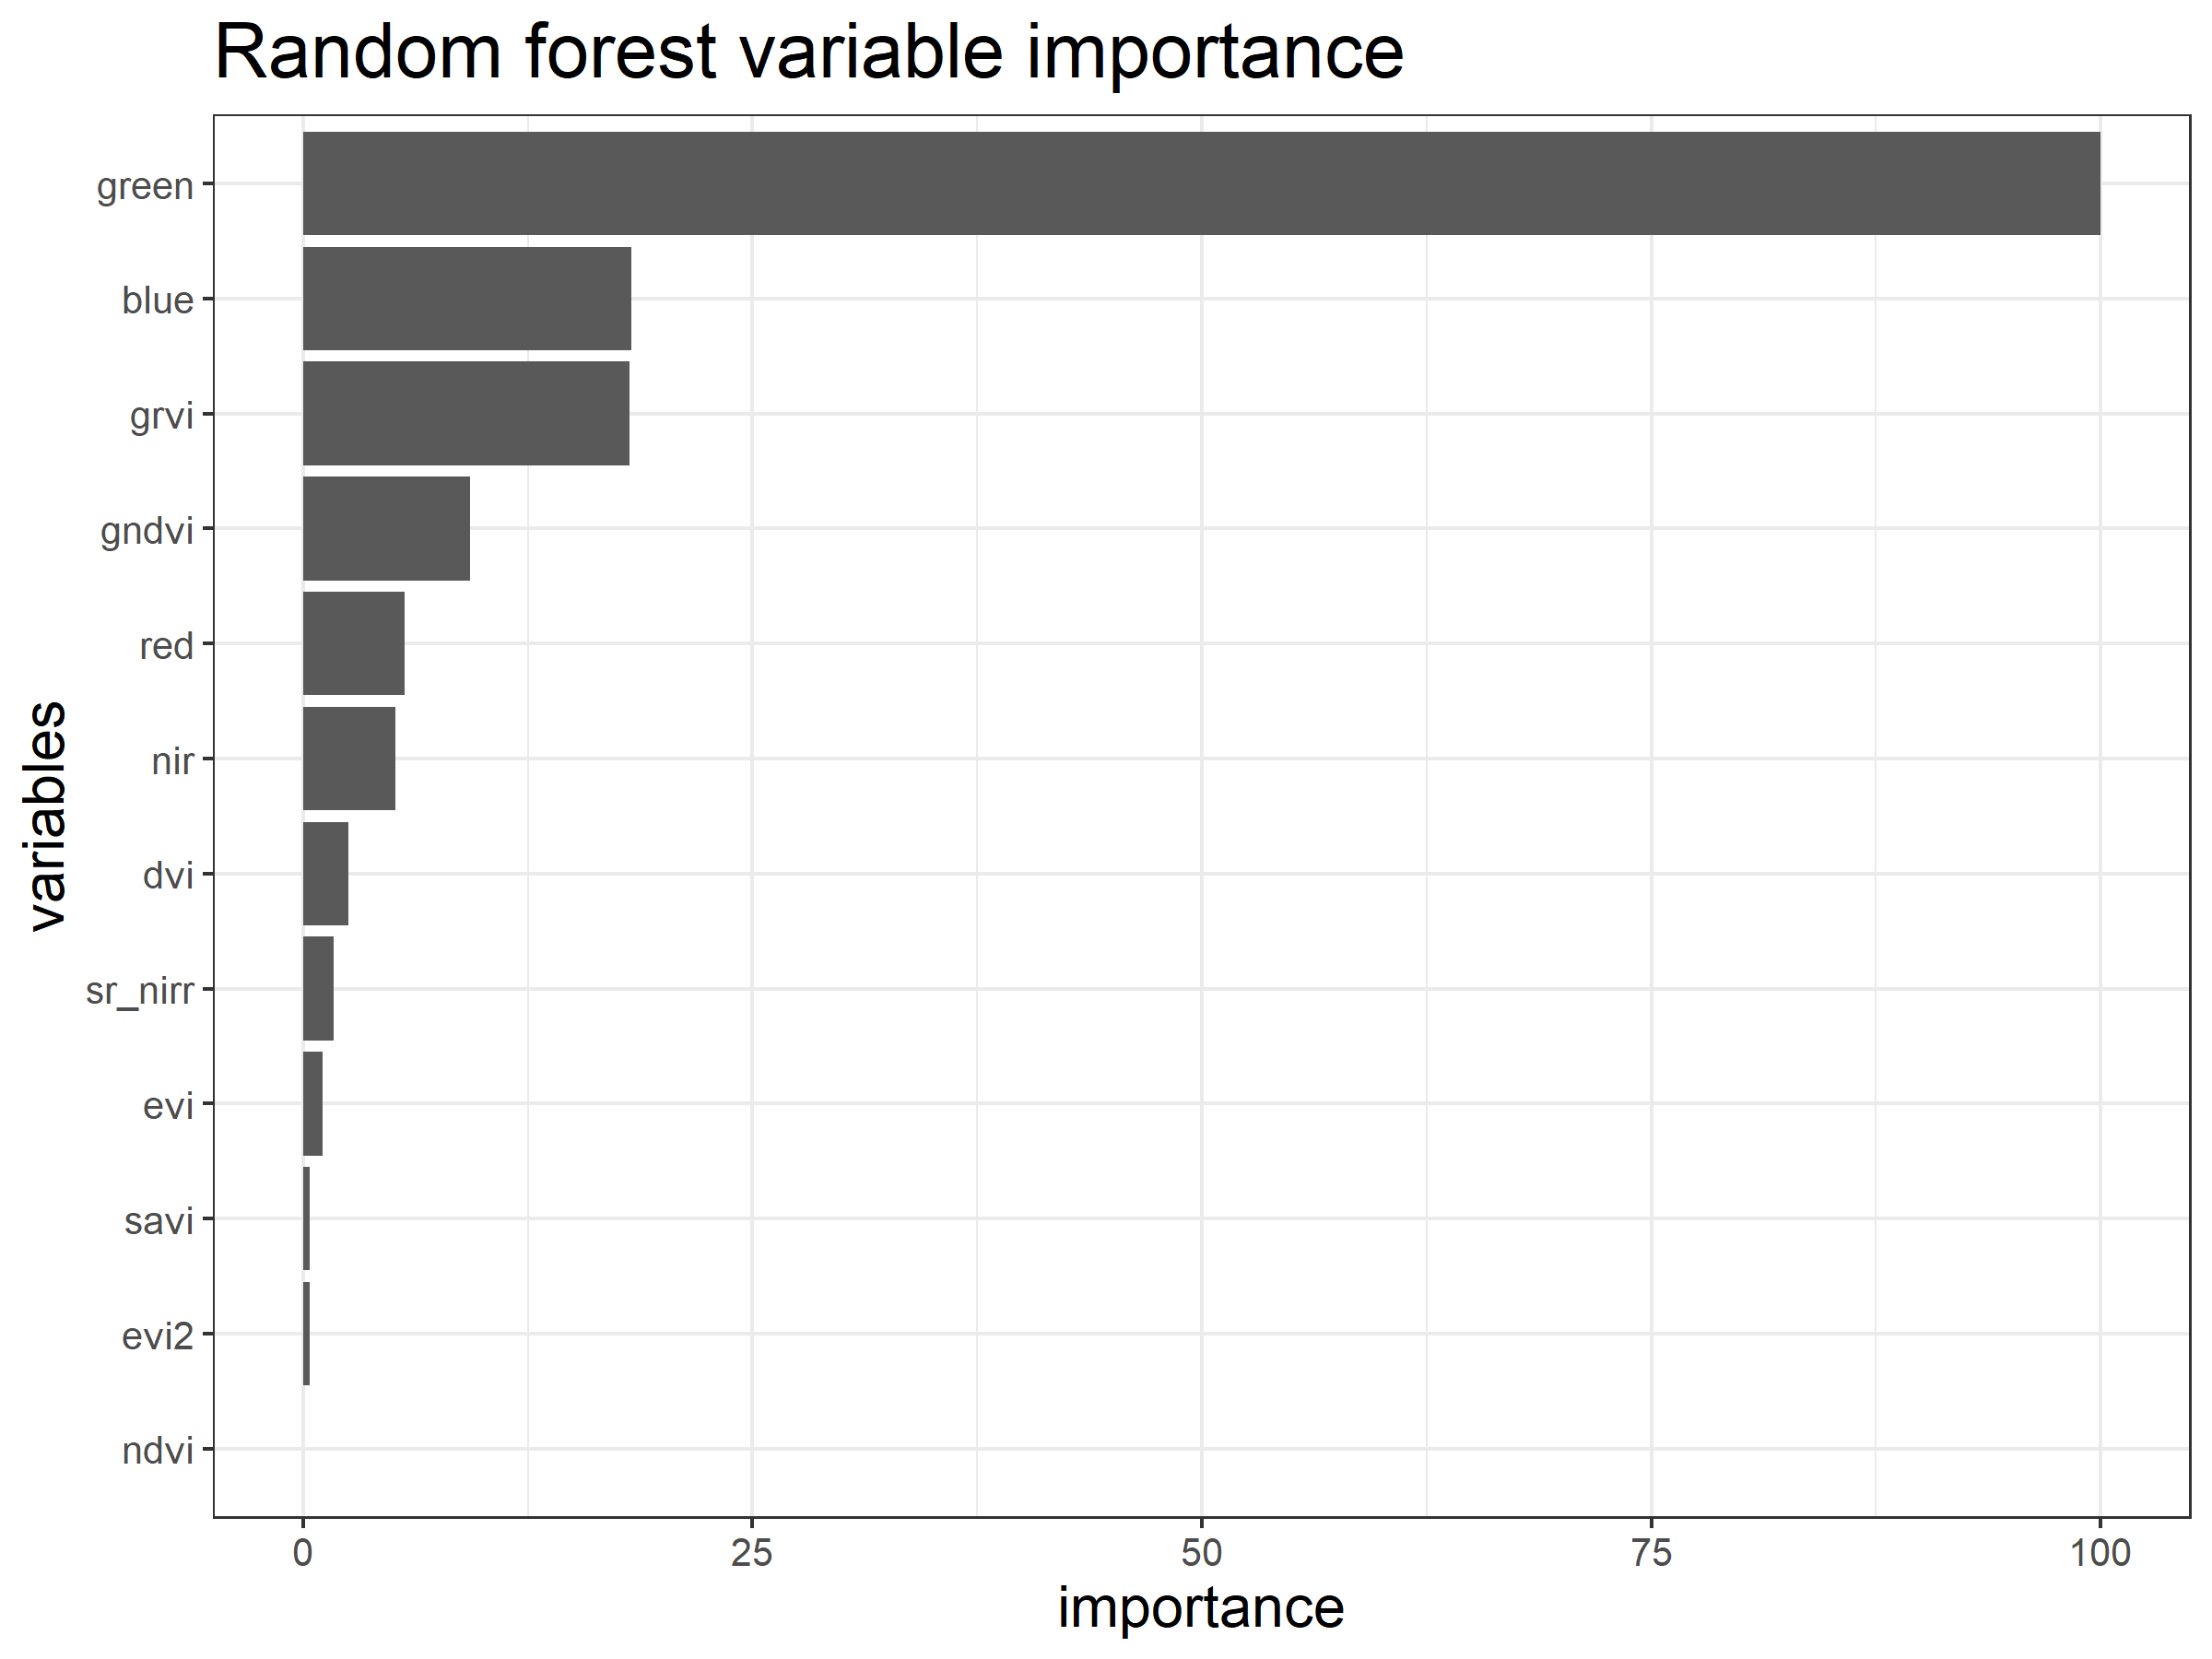 Random forest variable importance
green
blue
grvi
gndvi
red
nir
dvi
sr_nirr
evi
savi
evi2
ndvi
variables
0 25 50 75 100
importance